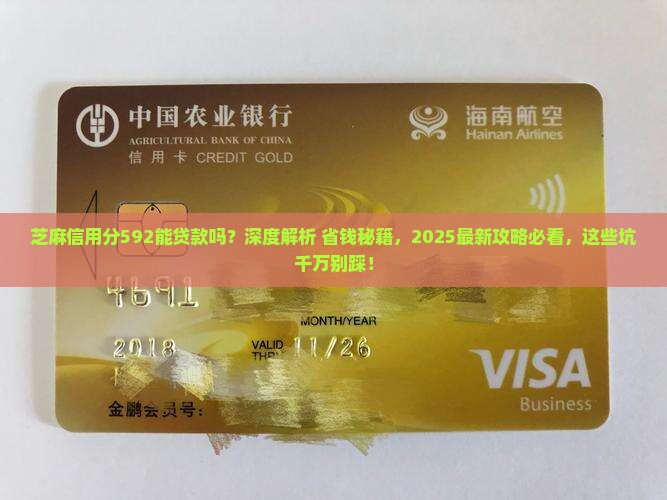 中国农业银行
AGRICULTURAL BANK OF CHINA
信用卡 CREDIT GOLD
海南航空
Hainan Airlines
芝麻信用分592能贷款吗？深度解析 省钱秘籍，2025最新攻略必看，这些坑
千万别踩！
4691
MONTH/YEAR
2018
VALID
THRU 11/26
VISA
Business
金鹏会员号：